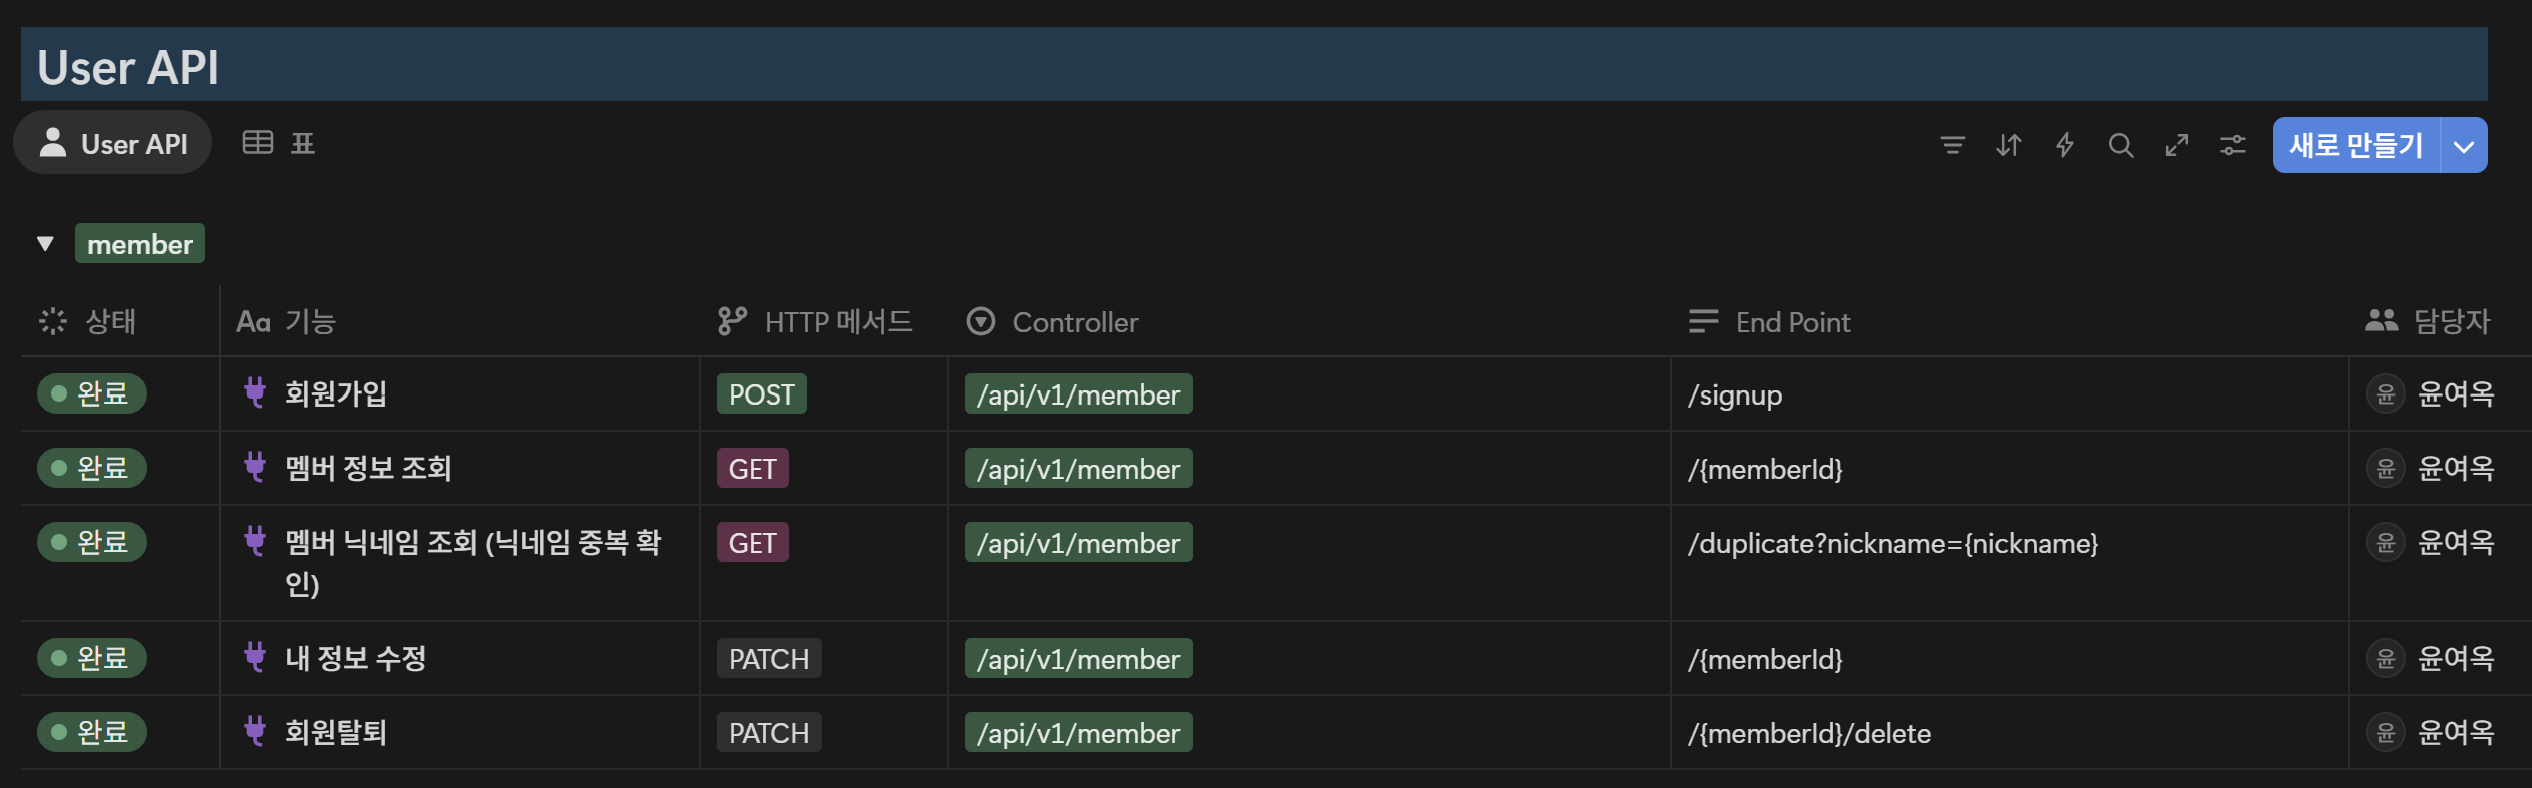 User API
User API
표
새로 만들기
member
상태 Aa 기능 HTTP 메서드 Controller End Point 담당자
완료 회원가입 POST /api/v1/member /signup 윤 윤여옥
완료 멤버 정보 조회 GET /api/v1/member /{memberId} 윤 윤여옥
완료 멤버 닉네임 조회 (닉네임 중복 확 GET /api/v1/member /duplicate?nickname={nickname} 윤 윤여옥
인)
완료 내 정보 수정 PATCH /api/v1/member /{memberId} 윤 윤여옥
완료 회원탈퇴 PATCH /api/v1/member /{memberId}/delete 윤 윤여옥